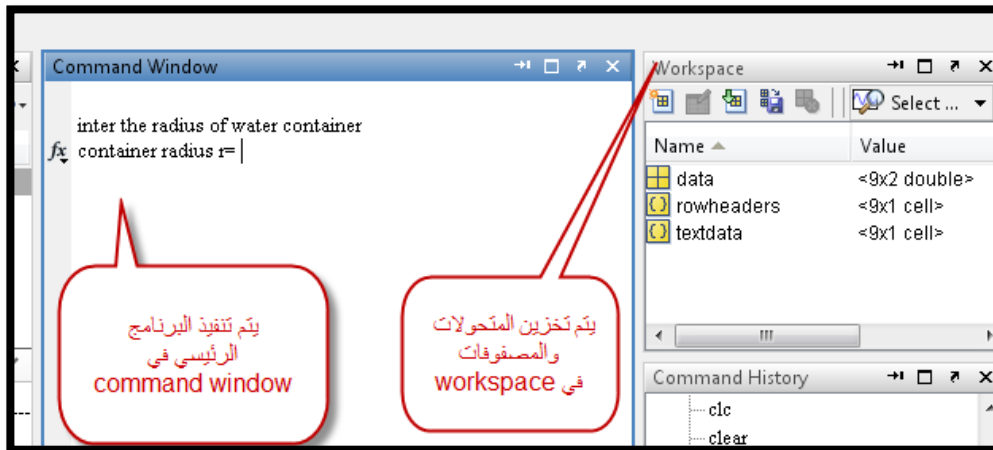 Command Window
inter the radius of water container
fx container radius r=
يتم تنفيذ البرنامج
الرئيسي في
command window
يتم تخزين المتحولات
والمصفوفات
في workspace
Workspace
Select ...
Name Value
data <9x2 double>
rowheaders <9x1 cell>
textdata <9x1 cell>
Command History
clc
clear